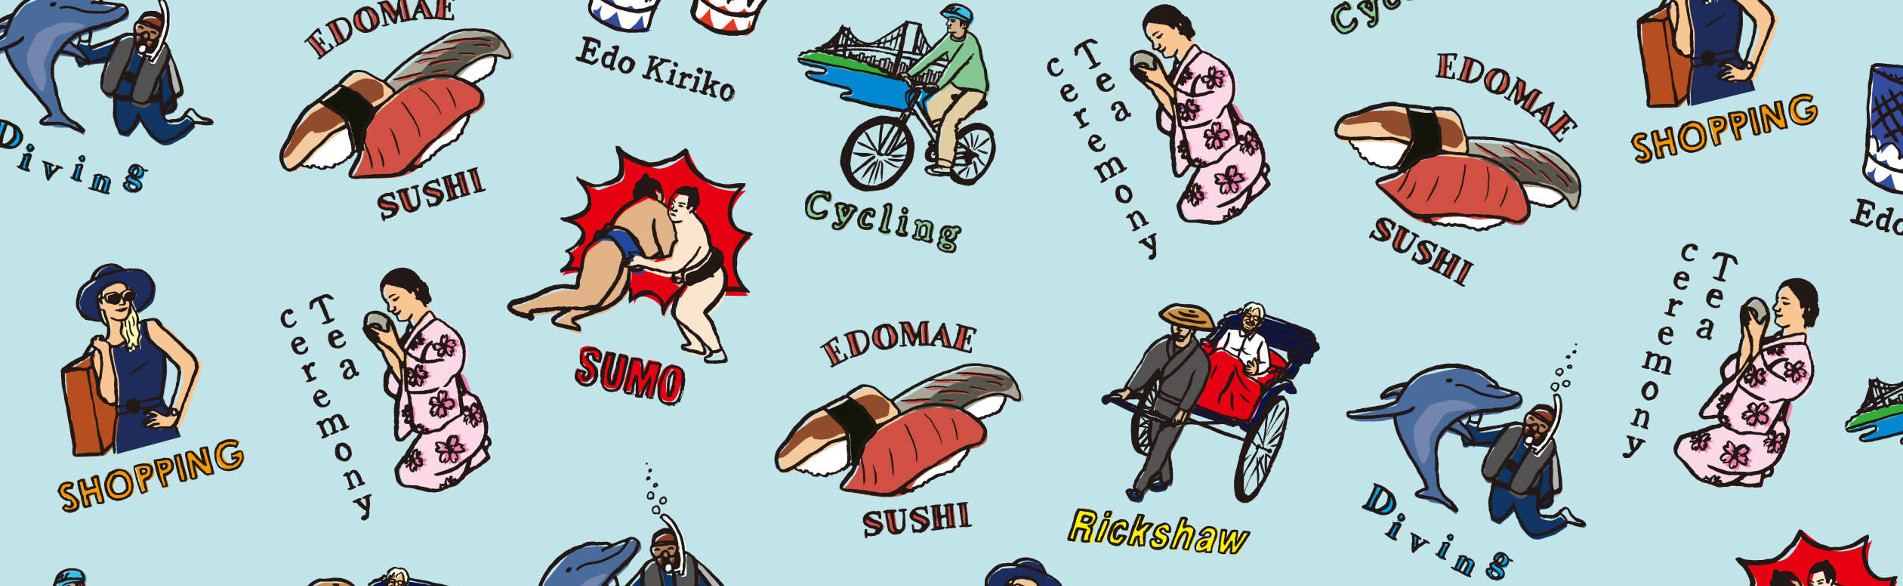 EDOMAE
SUSHI
Diving
Edo Kiriko
Cycling
Tea
ceremony
Cyc
EDOMAE
SUSHI
SHOPPING
Edo
SUMO
SHOPPING
Tea
ceremony
EDOMAE
SUSHI
Rickshaw
Diving
Tea
ceremony